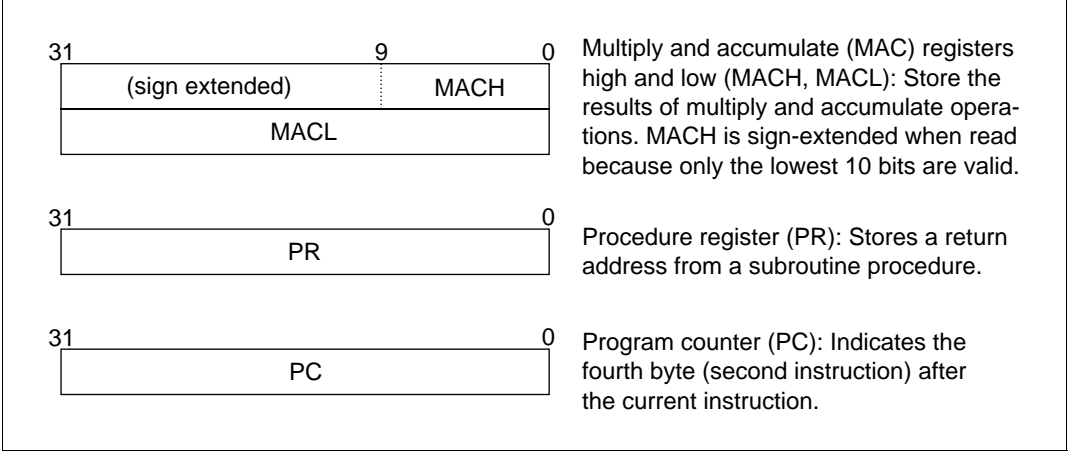 31 9 0
(sign extended) MACH
MACL
Multiply and accumulate (MAC) registers
high and low (MACH, MACL): Store the
results of multiply and accumulate opera-
tions. MACH is sign-extended when read
because only the lowest 10 bits are valid.
31 0
PR
Procedure register (PR): Stores a return
address from a subroutine procedure.
31 0
PC
Program counter (PC): Indicates the
fourth byte (second instruction) after
the current instruction.